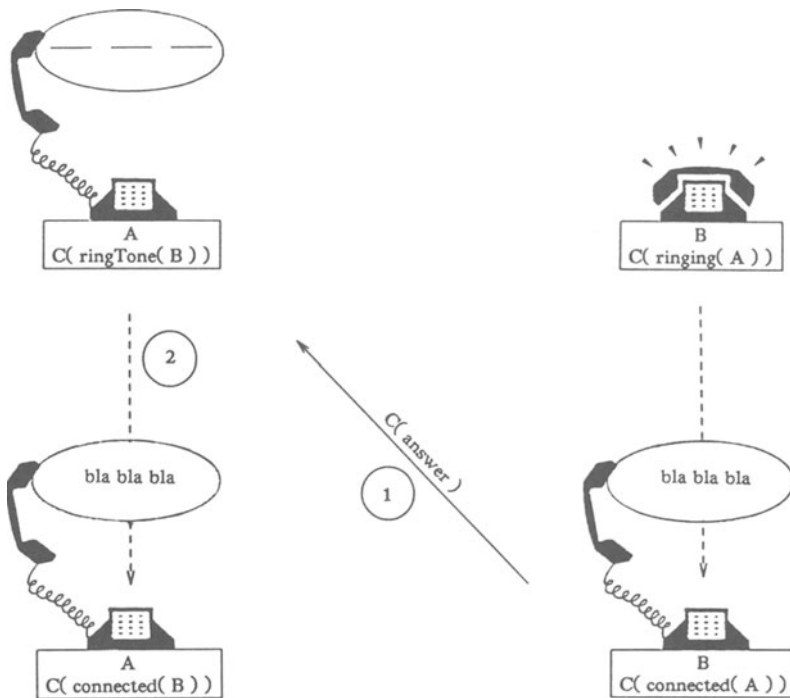 A
C( ringTone( B ) )
B
C( ringing( A ) )
2
C( answer )
1
bla bla bla
bla bla bla
A
C( connected( B ) )
B
C( connected( A ) )